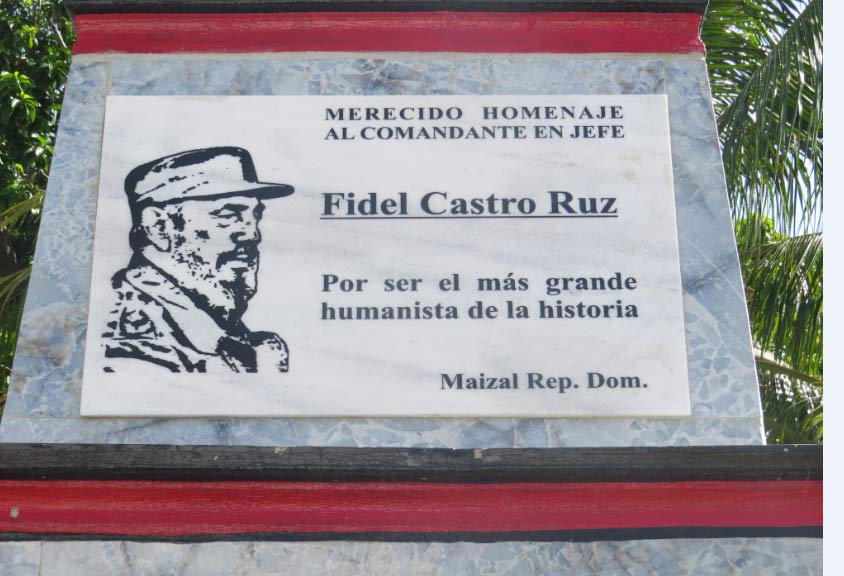 MERECIDO HOMENAJE
AL COMANDANTE EN JEFE
Fidel Castro Ruz
Por ser el más grande
humanista de la historia
Maizal Rep. Dom.